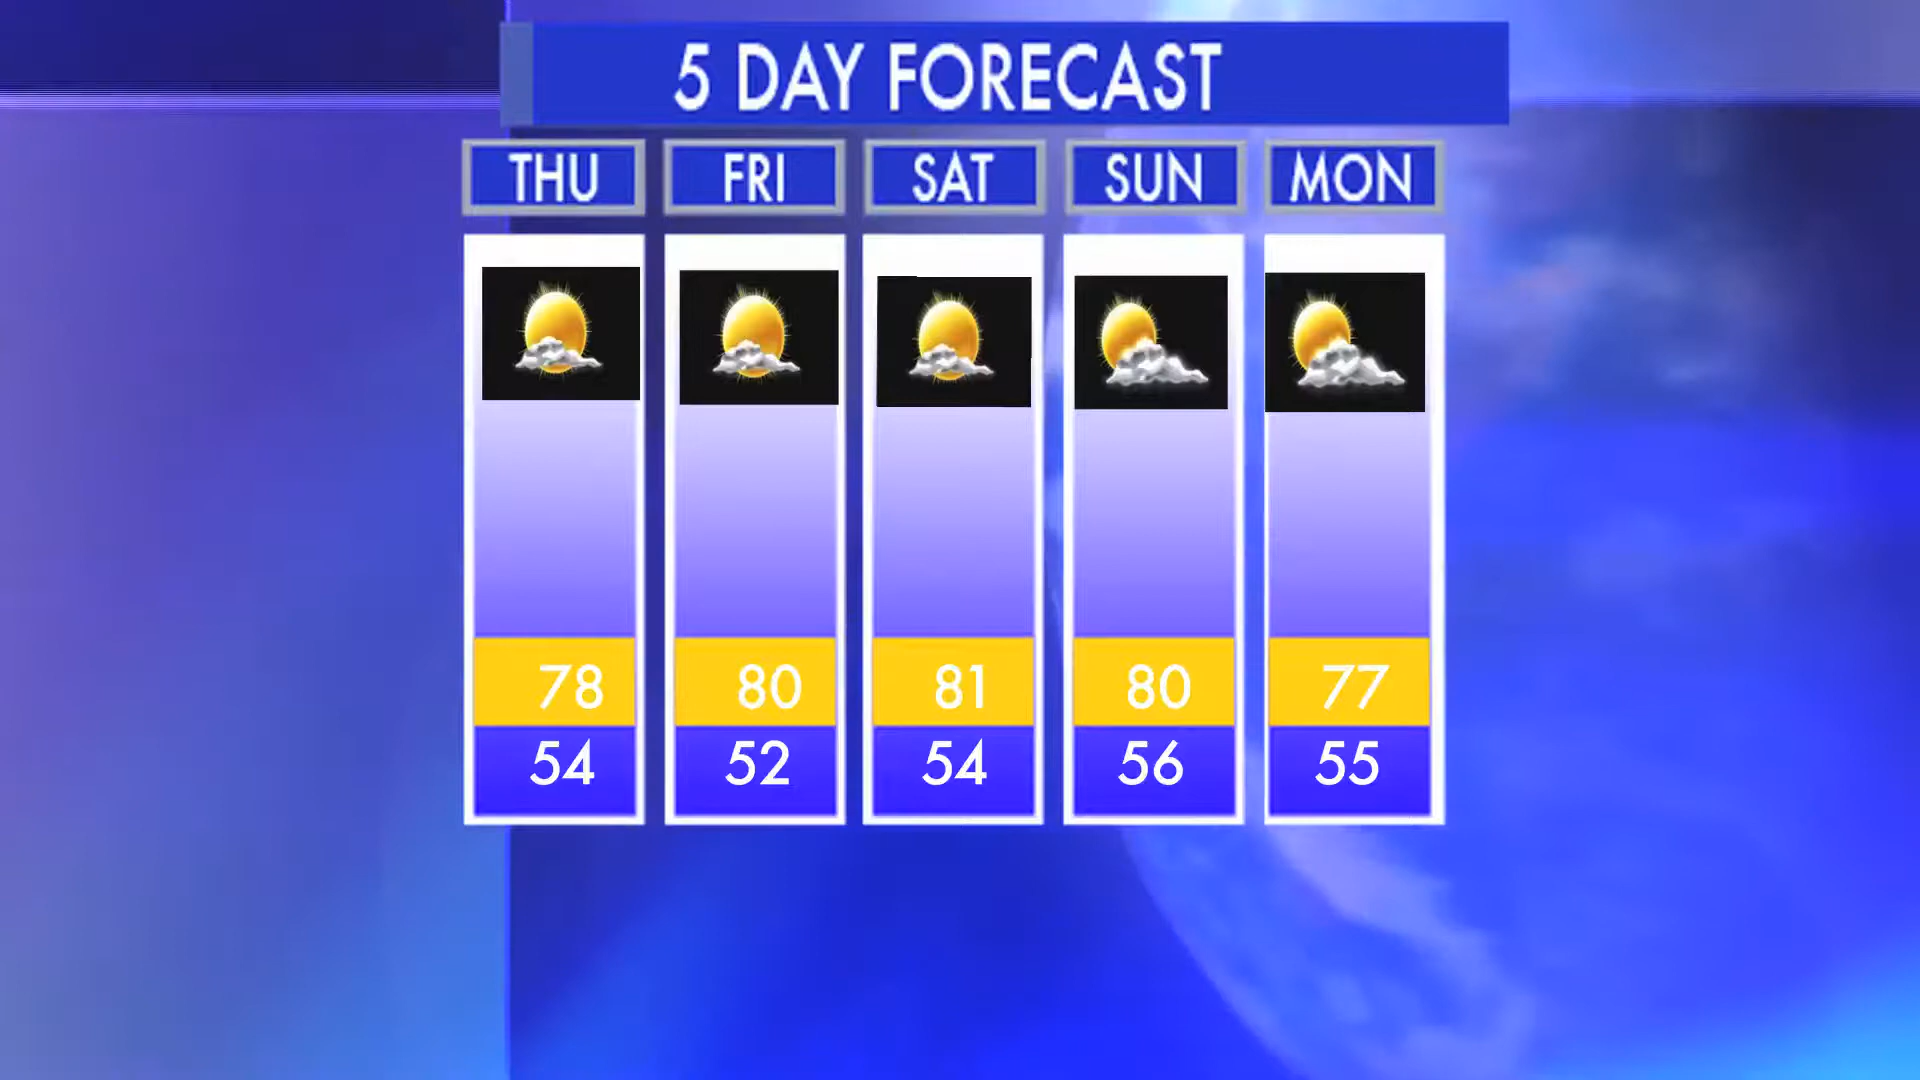 5 DAY FORECAST
THU FRI SAT SUN MON
78 80 81 80 77
54 52 54 56 55